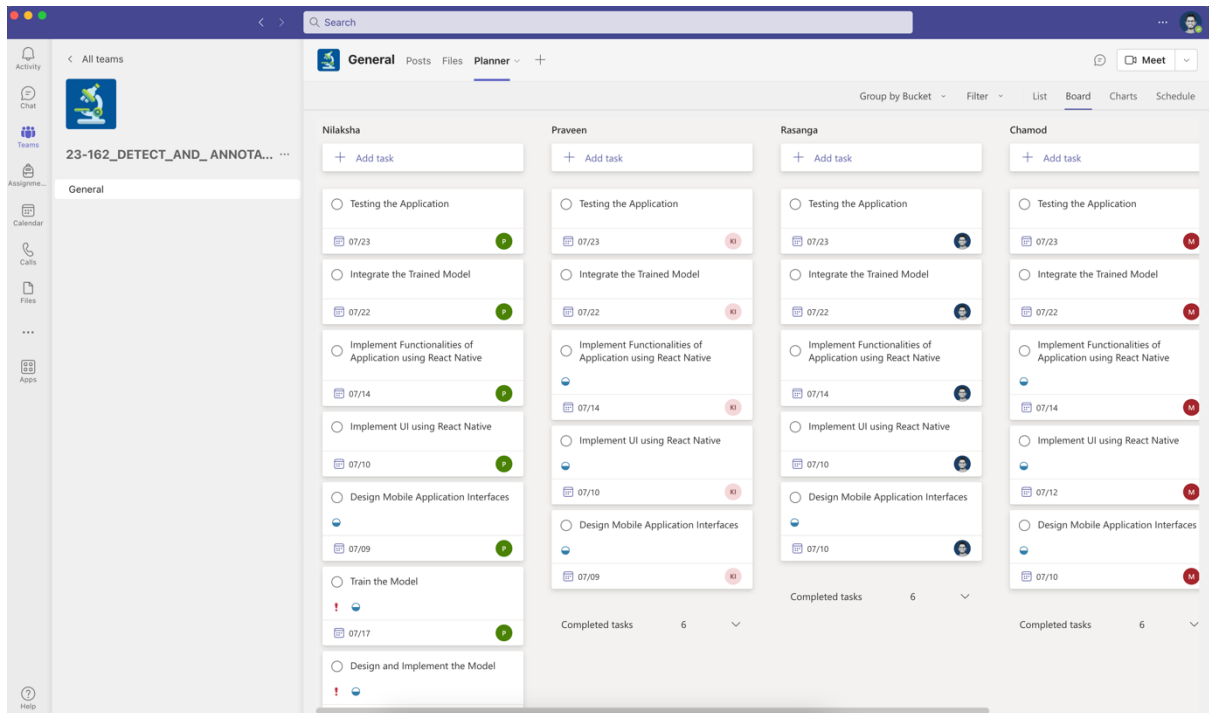 Search
Activity
Chat
Teams
Assignme...
Calendar
Calls
Files
Apps
Help
All teams
23-162_DETECT_AND_ ANNOTA...
General
General Posts Files Planner
Meet
Group by Bucket Filter List Board Charts Schedule
Nilaksha
Add task
Testing the Application
07/23 P
Integrate the Trained Model
07/22 P
Implement Functionalities of
Application using React Native
07/14 P
Implement UI using React Native
07/10 P
Design Mobile Application Interfaces
07/09 P
Train the Model
07/17 P
Design and Implement the Model
Praveen
Add task
Testing the Application
07/23 KI
Integrate the Trained Model
07/22 KI
Implement Functionalities of
Application using React Native
07/14 KI
Implement UI using React Native
07/10 KI
Design Mobile Application Interfaces
07/09 KI
Completed tasks 6
Rasanga
Add task
Testing the Application
07/23
Integrate the Trained Model
07/22
Implement Functionalities of
Application using React Native
07/14
Implement UI using React Native
07/10
Design Mobile Application Interfaces
07/10
Completed tasks 6
Chamod
Add task
Testing the Application
07/23 M
Integrate the Trained Model
07/22 M
Implement Functionalities of
Application using React Native
07/14 M
Implement UI using React Native
07/12 M
Design Mobile Application Interfaces
07/10 M
Completed tasks 6